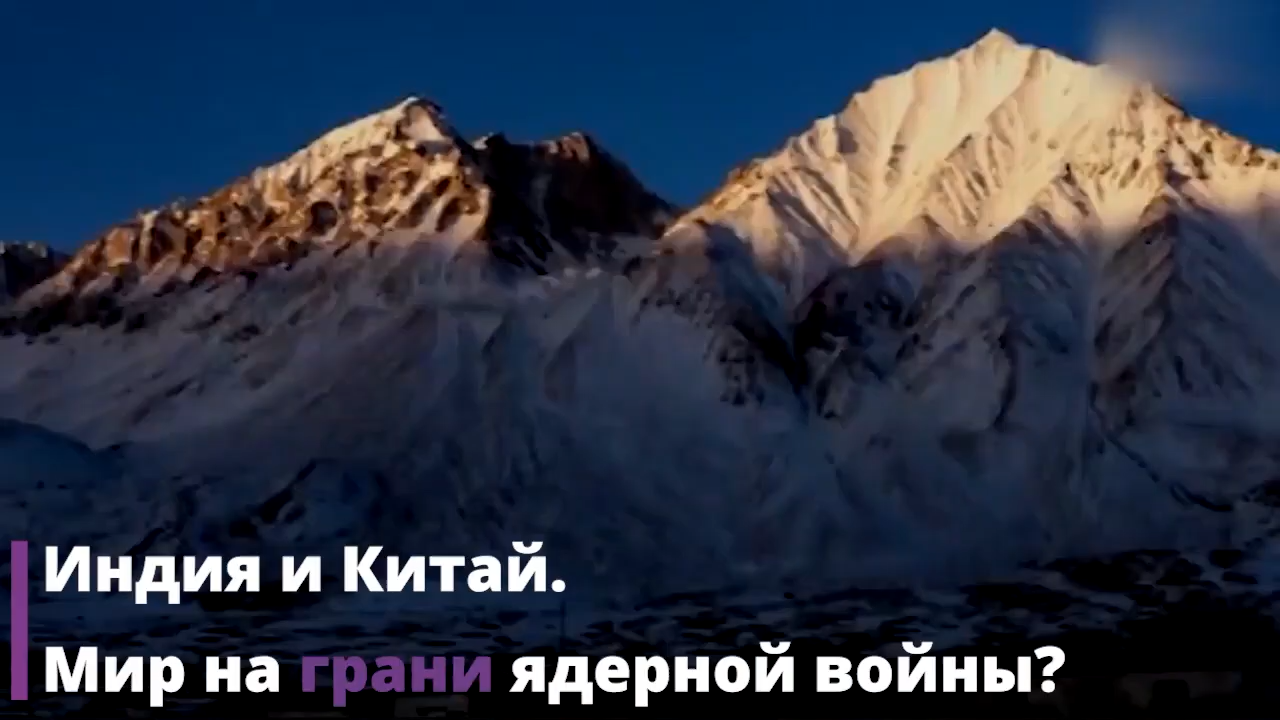 Индия и Китай.
Мир на грани ядерной войны?